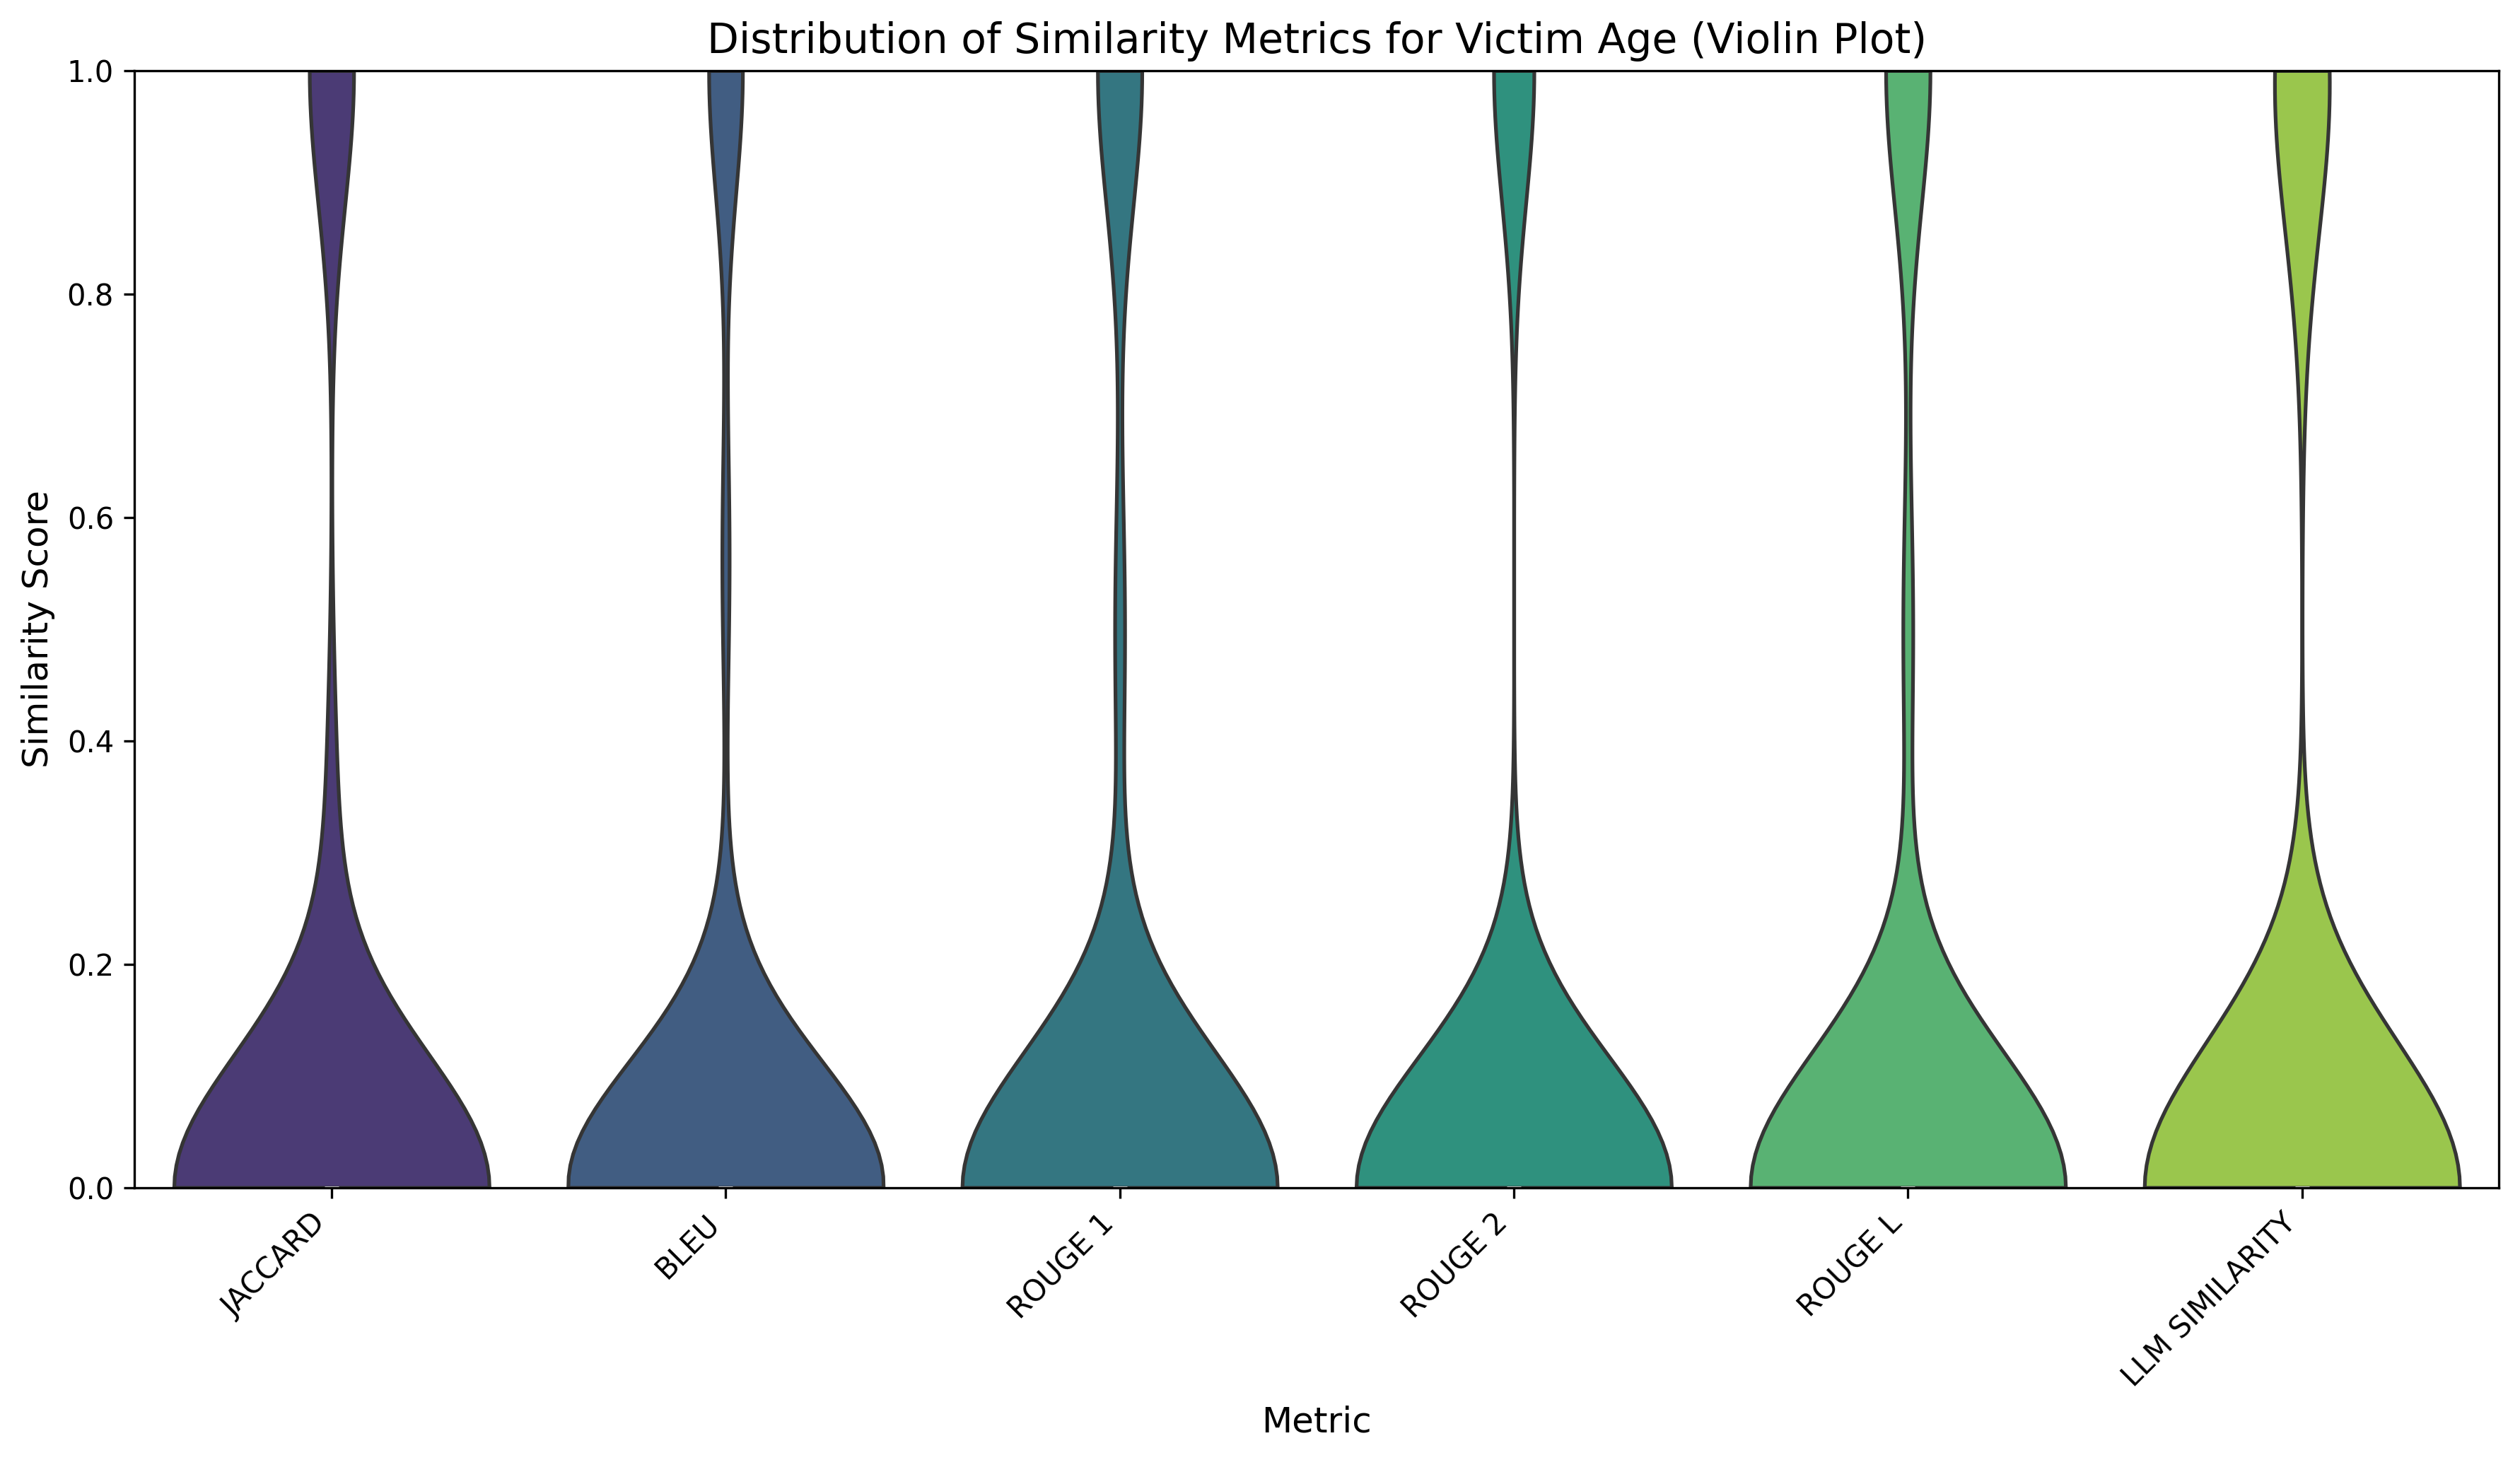 Distribution of Similarity Metrics for Victim Age (Violin Plot)
Similarity Score
1.0
0.8
0.6
0.4
0.2
0.0
JACCARD
BLEU
ROUGE 1
ROUGE 2
ROUGE L
LLM SIMILARITY
Metric